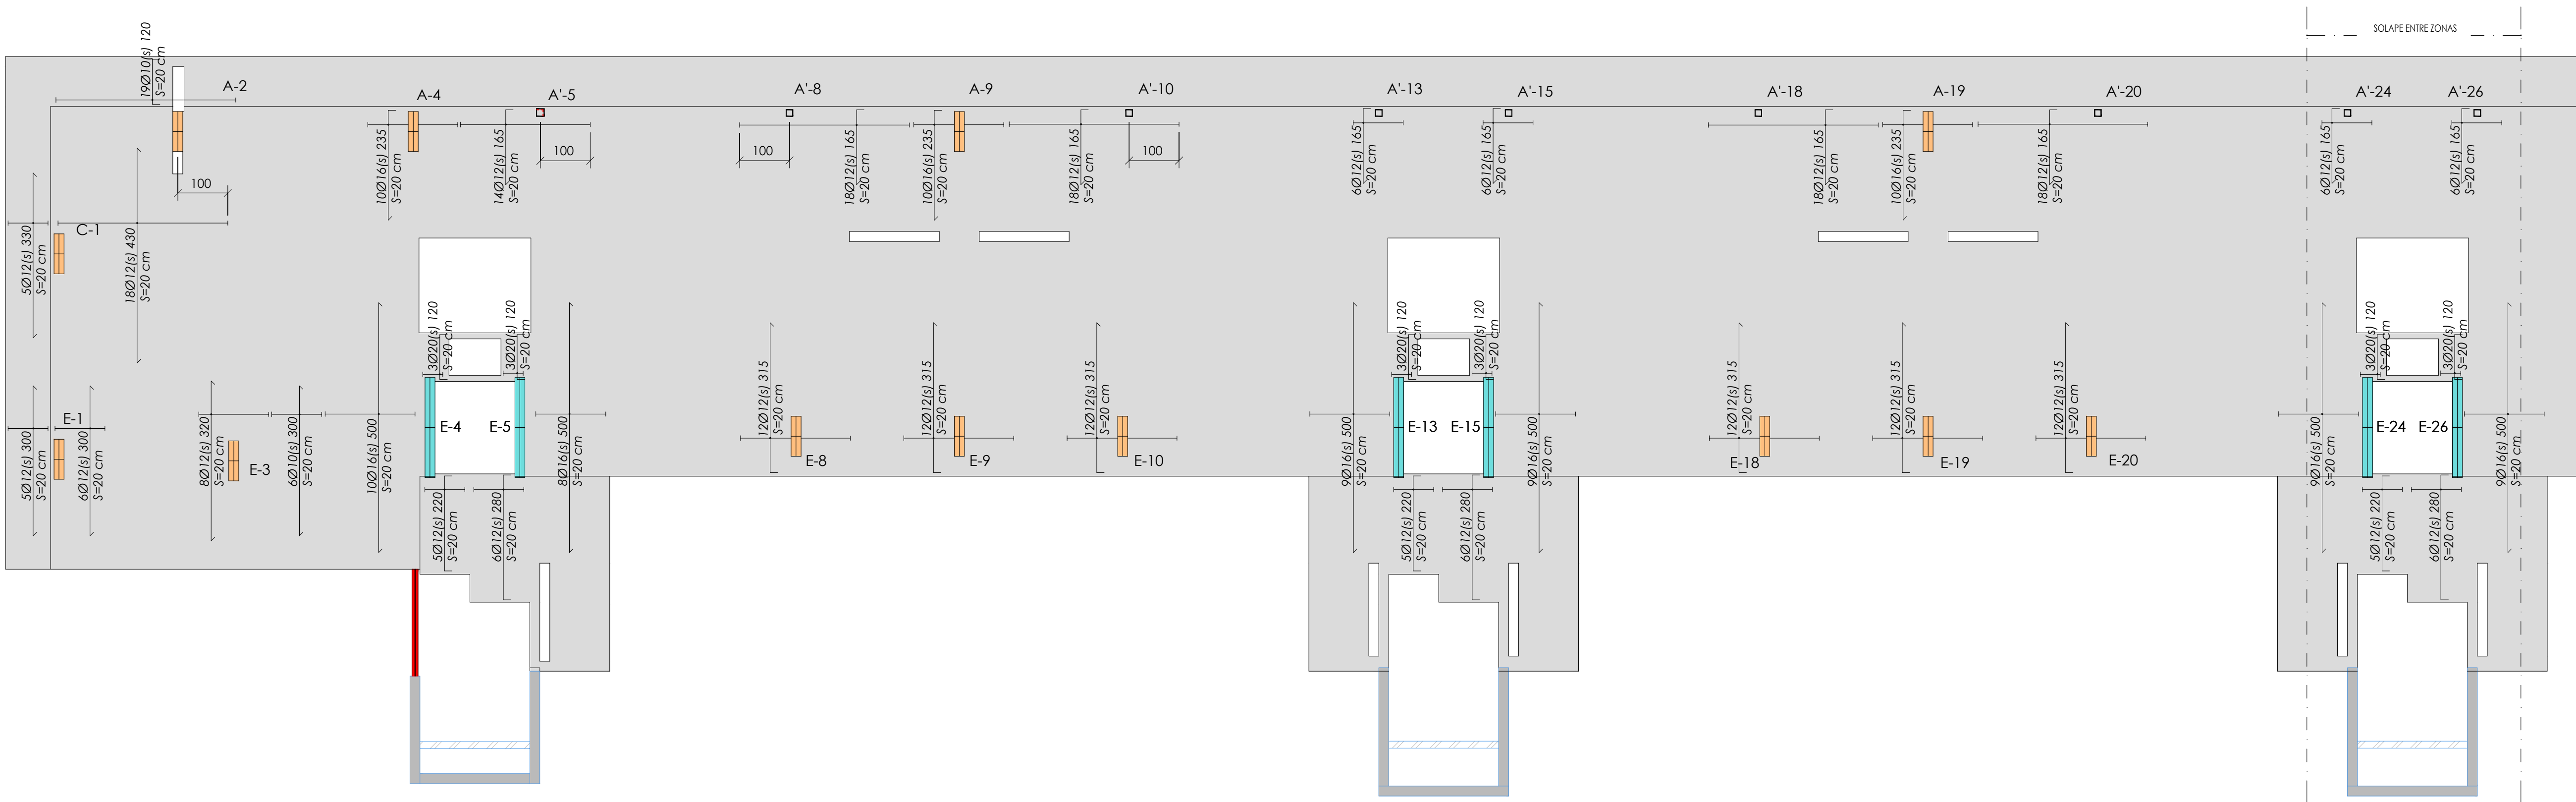 SOLAPE ENTRE ZONAS
19Ø10(s) 120
S=20 cm
A-2
A-4
A'-5
A'-8
A-9
A'-10
A'-13
A'-15
A'-18
A-19
A'-20
A'-24
A'-26
10Ø16(s) 235
S=20 cm
14Ø12(s) 165
S=20 cm
100
100
18Ø12(s) 165
S=20 cm
10Ø16(s) 235
S=20 cm
18Ø12(s) 165
S=20 cm
100
6Ø12(s) 165
S=20 cm
6Ø12(s) 165
S=20 cm
18Ø12(s) 165
S=20 cm
10Ø16(s) 235
S=20 cm
18Ø12(s) 165
S=20 cm
6Ø12(s) 165
S=20 cm
6Ø12(s) 165
S=20 cm
100
C-1
5Ø12(s) 330
S=20 cm
18Ø12(s) 430
S=20 cm
3Ø20(s) 120
S=20 cm
3Ø20(s) 120
S=20 cm
3Ø20(s) 120
S=20 cm
3Ø20(s) 120
S=20 cm
3Ø20(s) 120
S=20 cm
3Ø20(s) 120
S=20 cm
E-1
5Ø12(s) 300
S=20 cm
6Ø12(s) 300
S=20 cm
8Ø12(s) 320
S=20 cm
E-3
6Ø10(s) 300
S=20 cm
10Ø16(s) 500
S=20 cm
E-4
E-5
8Ø16(s) 500
S=20 cm
12Ø12(s) 315
S=20 cm
E-8
12Ø12(s) 315
S=20 cm
E-9
12Ø12(s) 315
S=20 cm
E-10
9Ø16(s) 500
S=20 cm
E-13
E-15
9Ø16(s) 500
S=20 cm
12Ø12(s) 315
S=20 cm
E-18
12Ø12(s) 315
S=20 cm
E-19
12Ø12(s) 315
S=20 cm
E-20
9Ø16(s) 500
S=20 cm
E-24
E-26
9Ø16(s) 500
S=20 cm
5Ø12(s) 220
S=20 cm
6Ø12(s) 280
S=20 cm
5Ø12(s) 220
S=20 cm
6Ø12(s) 280
S=20 cm
5Ø12(s) 220
S=20 cm
6Ø12(s) 280
S=20 cm